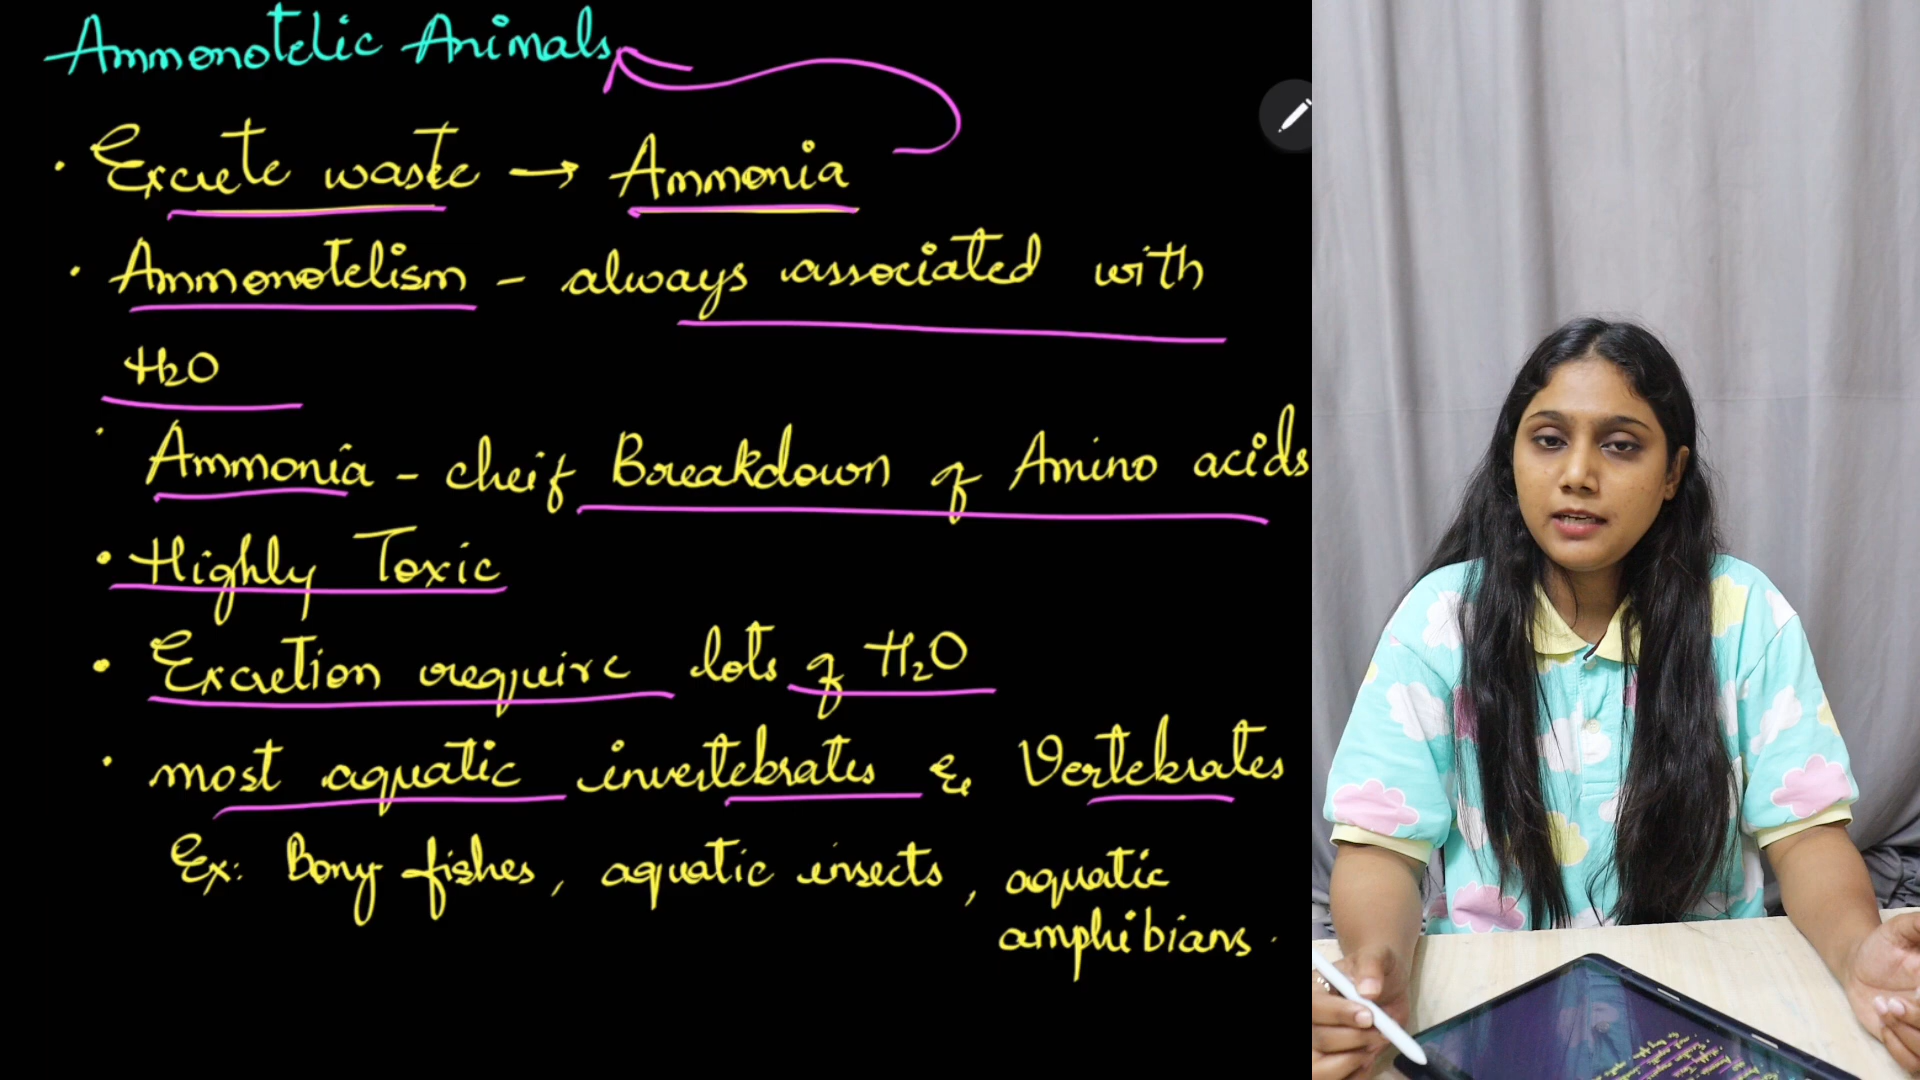 Ammonotelic Animals
· Excrete waste → Ammonia
· Ammonotelism - always associated with
H₂O
· Ammonia - cheif Breakdown of Amino acids
• Highly Toxic
• Excretion require lots of H₂O
· most aquatic invertebrates & Vertebrates
Ex: Bony fishes, aquatic insects, aquatic
amphibians.